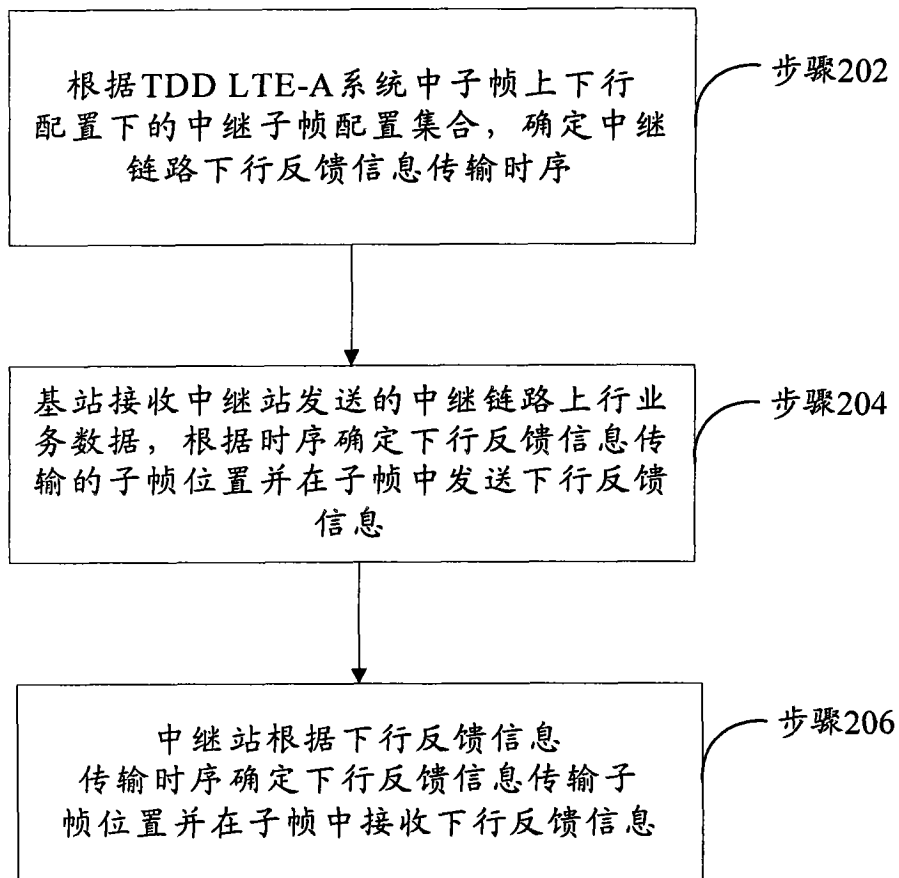 根据TDD LTE-A系统中子帧上下行
配置下的中继子帧配置集合，确定中继
链路下行反馈信息传输时序
步骤202
基站接收中继站发送的中继链路上行业
务数据，根据时序确定下行反馈信息传
输的子帧位置并在子帧中发送下行反馈
信息
步骤204
中继站根据下行反馈信息
传输时序确定下行反馈信息传输子
帧位置并在子帧中接收下行反馈信息
步骤206